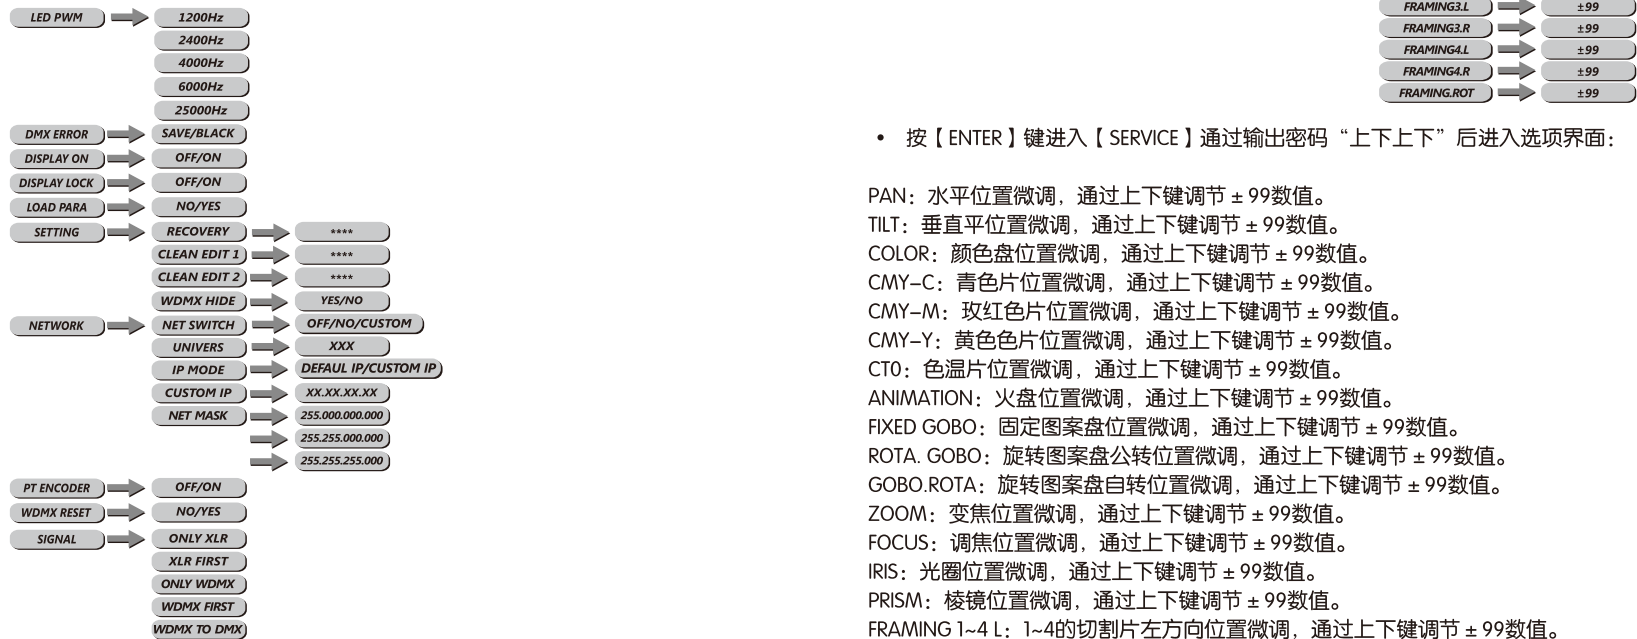 LED PWM 1200Hz
2400Hz
4000Hz
6000Hz
25000Hz
DMX ERROR SAVE/BLACK
DISPLAY ON OFF/ON
DISPLAY LOCK OFF/ON
LOAD PARA NO/YES
SETTING RECOVERY ****
CLEAN EDIT 1 ****
CLEAN EDIT 2 ****
WDMX HIDE YES/NO
NETWORK NET SWITCH OFF/NO/CUSTOM
UNIVERS XXX
IP MODE DEFAUL IP/CUSTOM IP
CUSTOM IP XX.XX.XX.XX
NET MASK 255.000.000.000
255.255.000.000
255.255.255.000
PT ENCODER OFF/ON
WDMX RESET NO/YES
SIGNAL ONLY XLR
XLR FIRST
ONLY WDMX
WDMX FIRST
WDMX TO DMX
FRAMING3.L ±99
FRAMING3.R ±99
FRAMING4.L ±99
FRAMING4.R ±99
FRAMING.ROT ±99
• 按【ENTER】键进入【SERVICE】通过输出密码“上下上下”后进入选项界面：
PAN：水平位置微调，通过上下键调节 ± 99数值。
TILT：垂直平位置微调，通过上下键调节 ± 99数值。
COLOR：颜色盘位置微调，通过上下键调节 ± 99数值。
CMY–C：青色片位置微调，通过上下键调节 ± 99数值。
CMY–M：玫红色片位置微调，通过上下键调节 ± 99数值。
CMY–Y：黄色色片位置微调，通过上下键调节 ± 99数值。
CT0：色温片位置微调，通过上下键调节 ± 99数值。
ANIMATION：火盘位置微调，通过上下键调节 ± 99数值。
FIXED GOBO：固定图案盘位置微调，通过上下键调节 ± 99数值。
ROTA. GOBO：旋转图案盘公转位置微调，通过上下键调节 ± 99数值。
GOBO.ROTA：旋转图案盘自转位置微调，通过上下键调节 ± 99数值。
ZOOM：变焦位置微调，通过上下键调节 ± 99数值。
FOCUS：调焦位置微调，通过上下键调节 ± 99数值。
IRIS：光圈位置微调，通过上下键调节 ± 99数值。
PRISM：棱镜位置微调，通过上下键调节 ± 99数值。
FRAMING 1~4 L：1~4的切割片左方向位置微调，通过上下键调节 ± 99数值。